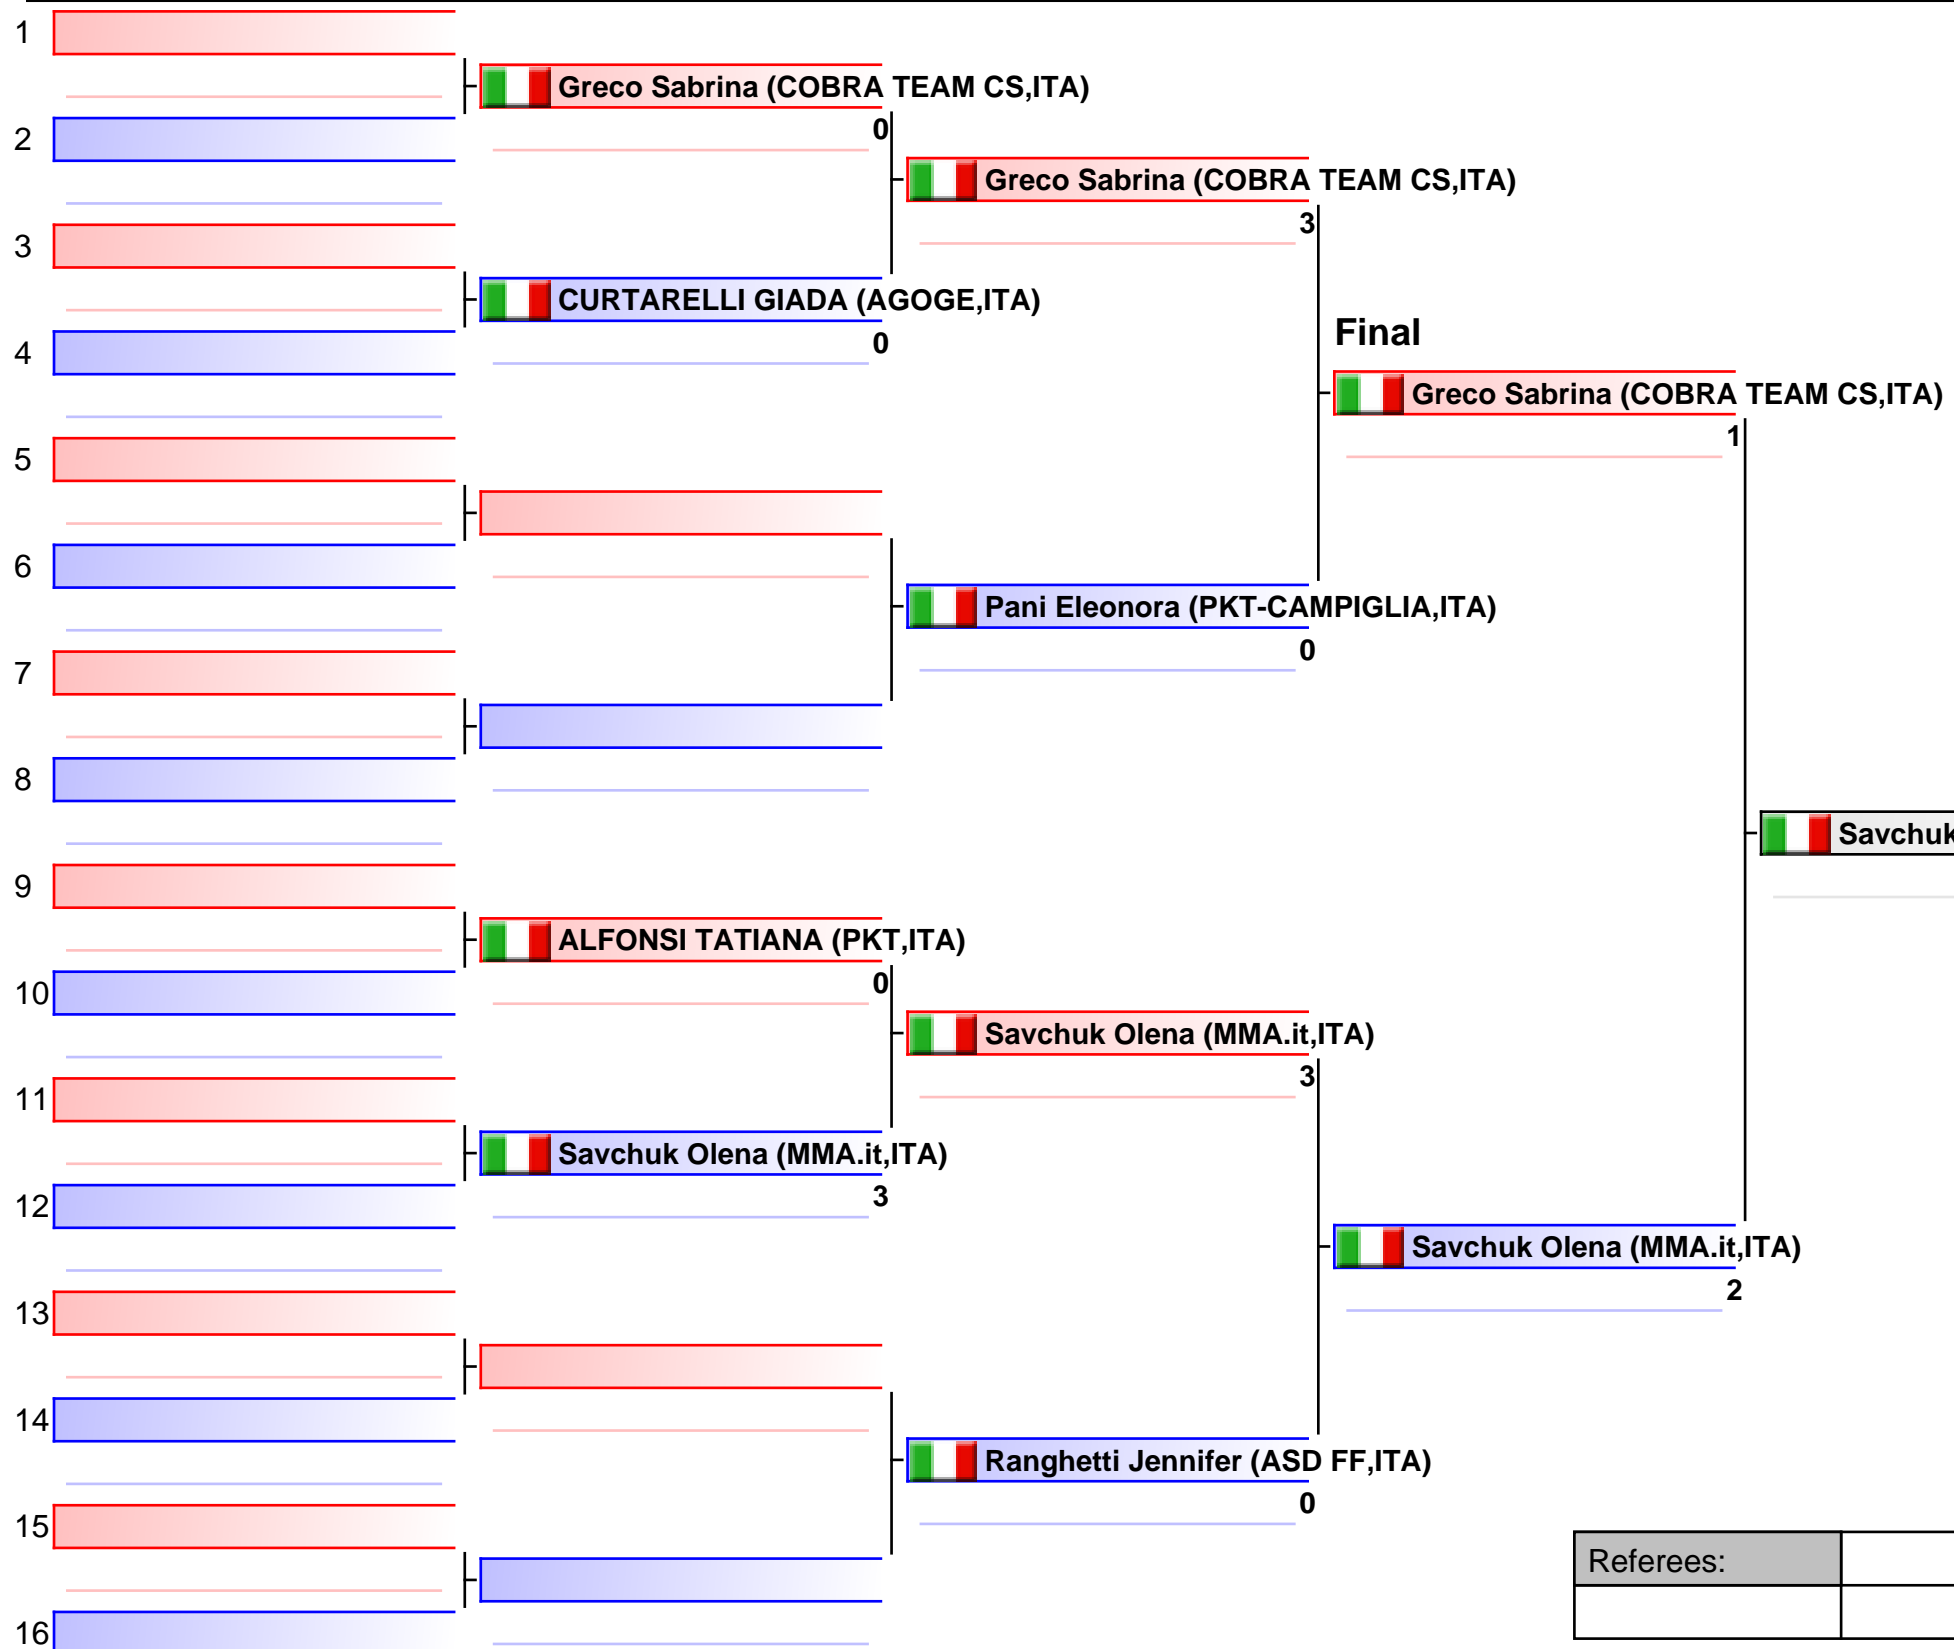 1
Greco Sabrina (COBRA TEAM CS,ITA)
0
2
Greco Sabrina (COBRA TEAM CS,ITA)
3
3
CURTARELLI GIADA (AGOGE,ITA)
0
4
Final
Greco Sabrina (COBRA TEAM CS,ITA)
1
5
6
Pani Eleonora (PKT-CAMPIGLIA,ITA)
0
7
8
Savchuk
9
ALFONSI TATIANA (PKT,ITA)
0
10
Savchuk Olena (MMA.it,ITA)
3
11
Savchuk Olena (MMA.it,ITA)
3
12
Savchuk Olena (MMA.it,ITA)
2
13
14
Ranghetti Jennifer (ASD FF,ITA)
0
15
Referees:
16